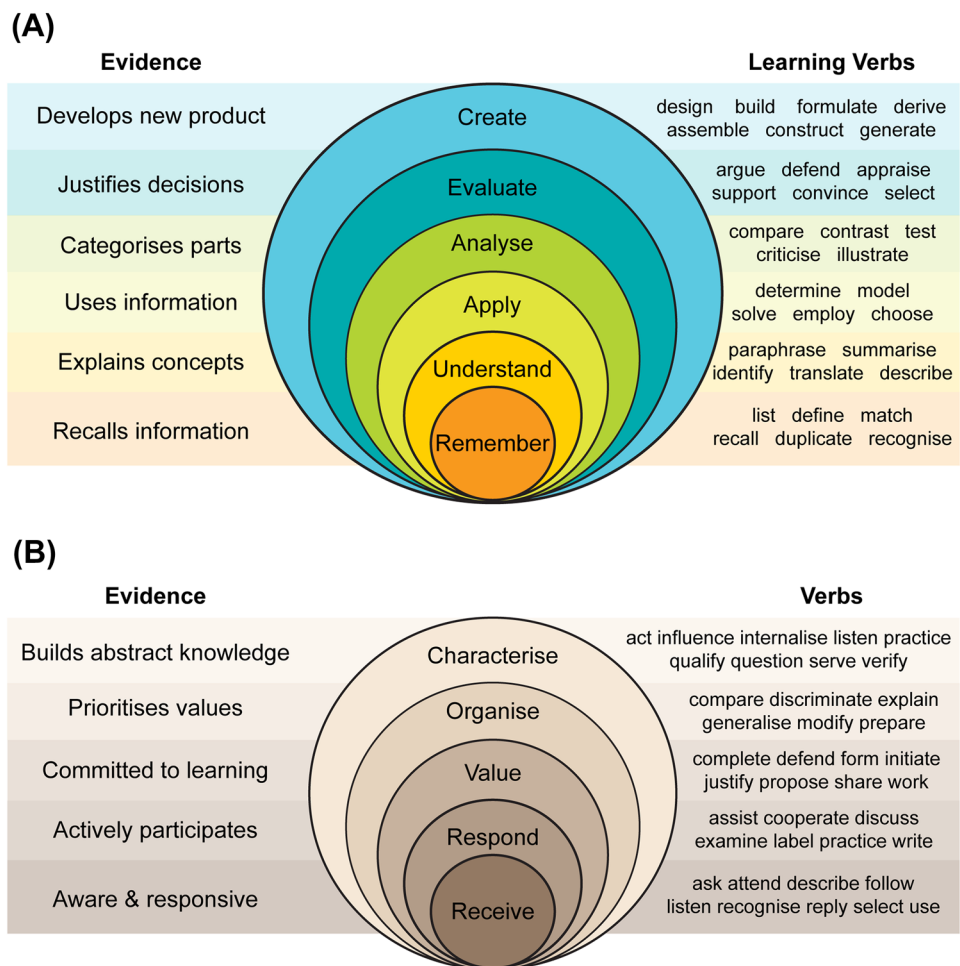 (A)
Evidence
Learning Verbs
Develops new product
Create
design build formulate derive
assemble construct generate
Justifies decisions
Evaluate
argue defend appraise
support convince select
Categorises parts
Analyse
compare contrast test
criticise illustrate
Uses information
Apply
determine model
solve employ choose
Explains concepts
Understand
paraphrase summarise
identify translate describe
Recalls information
Remember
list define match
recall duplicate recognise
(B)
Evidence
Verbs
Builds abstract knowledge
Characterise
act influence internalise listen practice
qualify question serve verify
Prioritises values
Organise
compare discriminate explain
generalise modify prepare
Committed to learning
Value
complete defend form initiate
justify propose share work
Actively participates
Respond
assist cooperate discuss
examine label practice write
Aware & responsive
Receive
ask attend describe follow
listen recognise reply select use